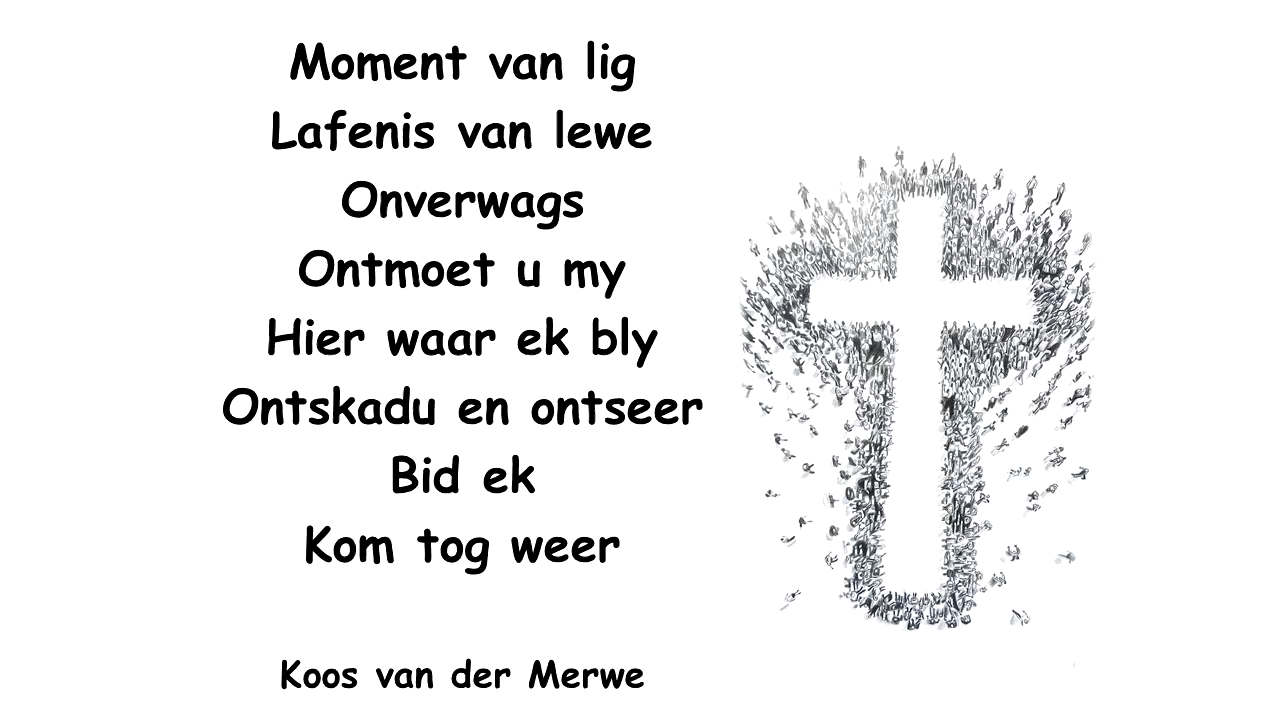 Moment van lig
Lafenis van lewe
Onverwags
Ontmoet u my
Hier waar ek bly
Ontskadu en ontseer
Bid ek
Kom tog weer
Koos van der Merwe